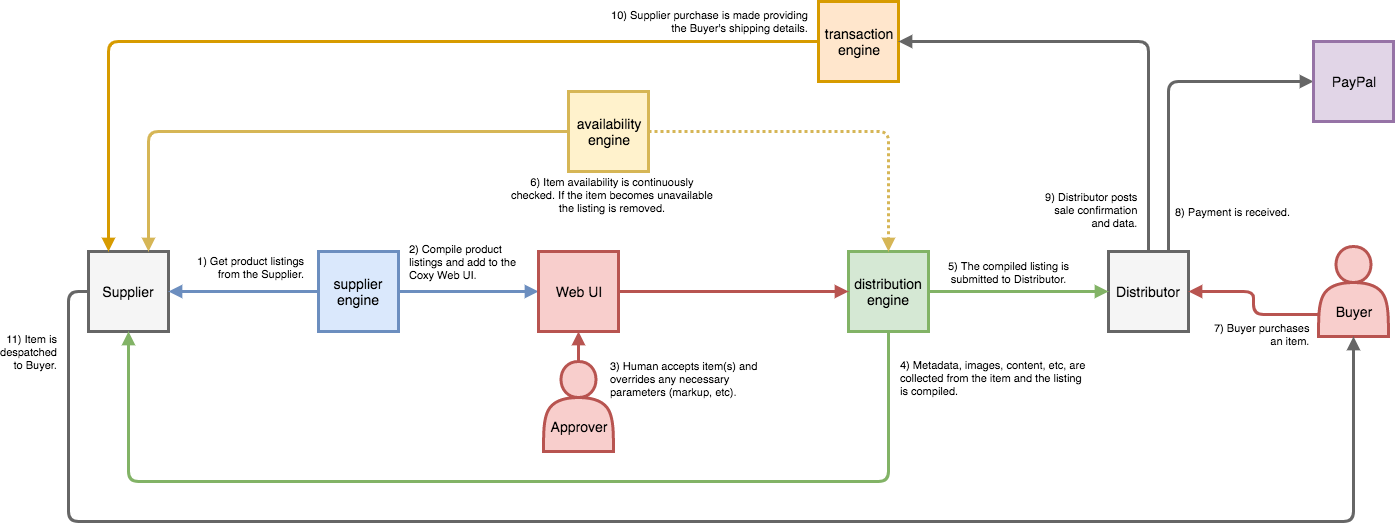 10) Supplier purchase is made providing
the Buyer's shipping details.
transaction
engine
PayPal
availability
engine
6) Item availability is continuously
checked. If the item becomes unavailable
the listing is removed.
9) Distributor posts
sale confirmation
and data.
8) Payment is received.
1) Get product listings
from the Supplier.
2) Compile product
listings and add to the
Coxy Web UI.
5) The compiled listing is
submitted to Distributor.
Supplier
supplier
engine
Web UI
distribution
engine
Distributor
Buyer
7) Buyer purchases
an item.
11) Item is
despatched
to Buyer.
3) Human accepts item(s) and
overrides any necessary
parameters (markup, etc).
4) Metadata, images, content, etc, are
collected from the item and the listing
is compiled.
Approver